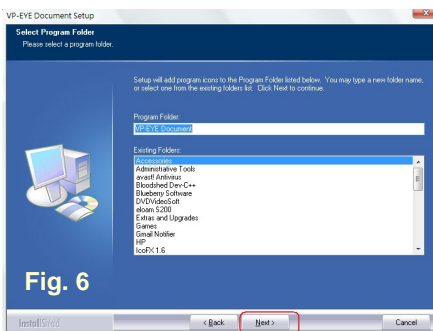 VP-EYE Document Setup
Select Program Folder
Please select a program folder.
Setup will add program icons to the Program Folder listed below. You may type a new folder name,
or select one from the existing folders list. Click Next to continue.
Program Folder:
VP-EYE Document
Existing Folders:
Accessories
Administrative Tools
avast! Antivirus
Bloodshed Dev-C++
Blueberry Software
DVDVideoSoft
eloam S200
Extras and Upgrades
Games
Gmail Notifier
HP
IcoFX 1.6
Fig. 6
InstallShield
< Back
Next >
Cancel